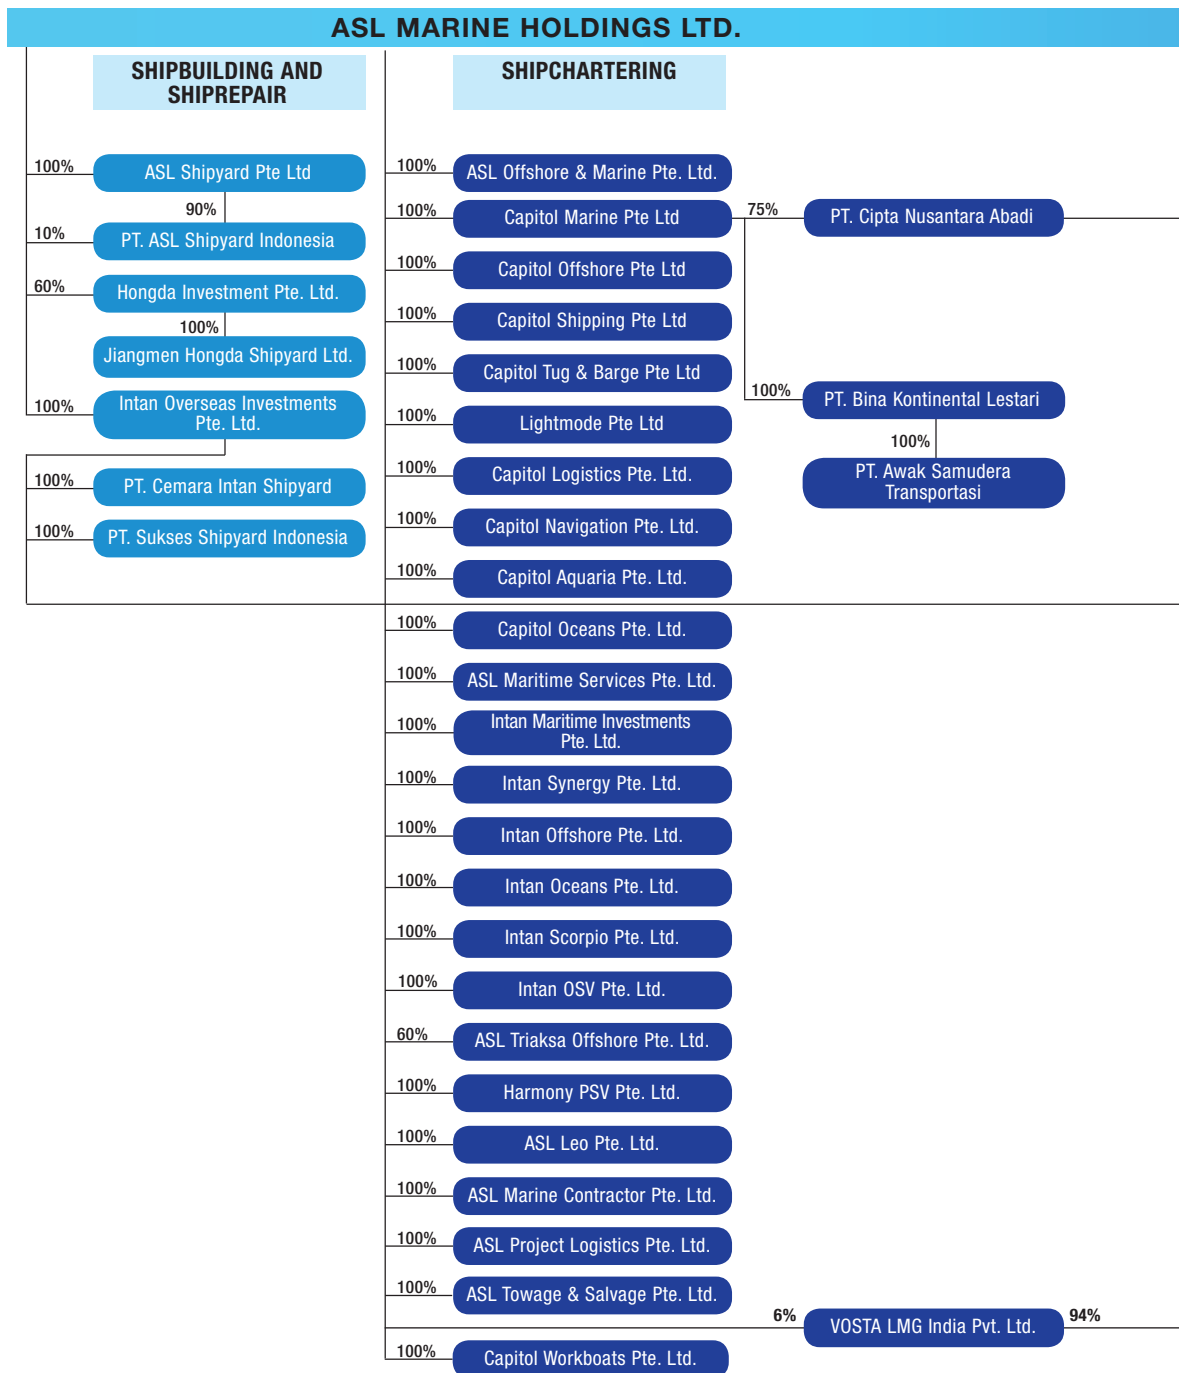 ASL MARINE HOLDINGS LTD.
SHIPBUILDING AND
SHIPREPAIR
100%
ASL Shipyard Pte Ltd
90%
10%
PT. ASL Shipyard Indonesia
60%
Hongda Investment Pte. Ltd.
100%
Jiangmen Hongda Shipyard Ltd.
100%
Intan Overseas Investments
Pte. Ltd.
100%
PT. Cemara Intan Shipyard
100%
PT. Sukses Shipyard Indonesia
SHIPCHARTERING
100%
ASL Offshore & Marine Pte. Ltd.
100%
Capitol Marine Pte Ltd
75%
PT. Cipta Nusantara Abadi
100%
Capitol Offshore Pte Ltd
100%
Capitol Shipping Pte Ltd
100%
Capitol Tug & Barge Pte Ltd
100%
PT. Bina Kontinental Lestari
100%
Lightmode Pte Ltd
100%
100%
Capitol Logistics Pte. Ltd.
PT. Awak Samudera
Transportasi
100%
Capitol Navigation Pte. Ltd.
100%
Capitol Aquaria Pte. Ltd.
100%
Capitol Oceans Pte. Ltd.
100%
ASL Maritime Services Pte. Ltd.
100%
Intan Maritime Investments
Pte. Ltd.
100%
Intan Synergy Pte. Ltd.
100%
Intan Offshore Pte. Ltd.
100%
Intan Oceans Pte. Ltd.
100%
Intan Scorpio Pte. Ltd.
100%
Intan OSV Pte. Ltd.
60%
ASL Triaksa Offshore Pte. Ltd.
100%
Harmony PSV Pte. Ltd.
100%
ASL Leo Pte. Ltd.
100%
ASL Marine Contractor Pte. Ltd.
100%
ASL Project Logistics Pte. Ltd.
100%
ASL Towage & Salvage Pte. Ltd.
6%
VOSTA LMG India Pvt. Ltd.
94%
100%
Capitol Workboats Pte. Ltd.